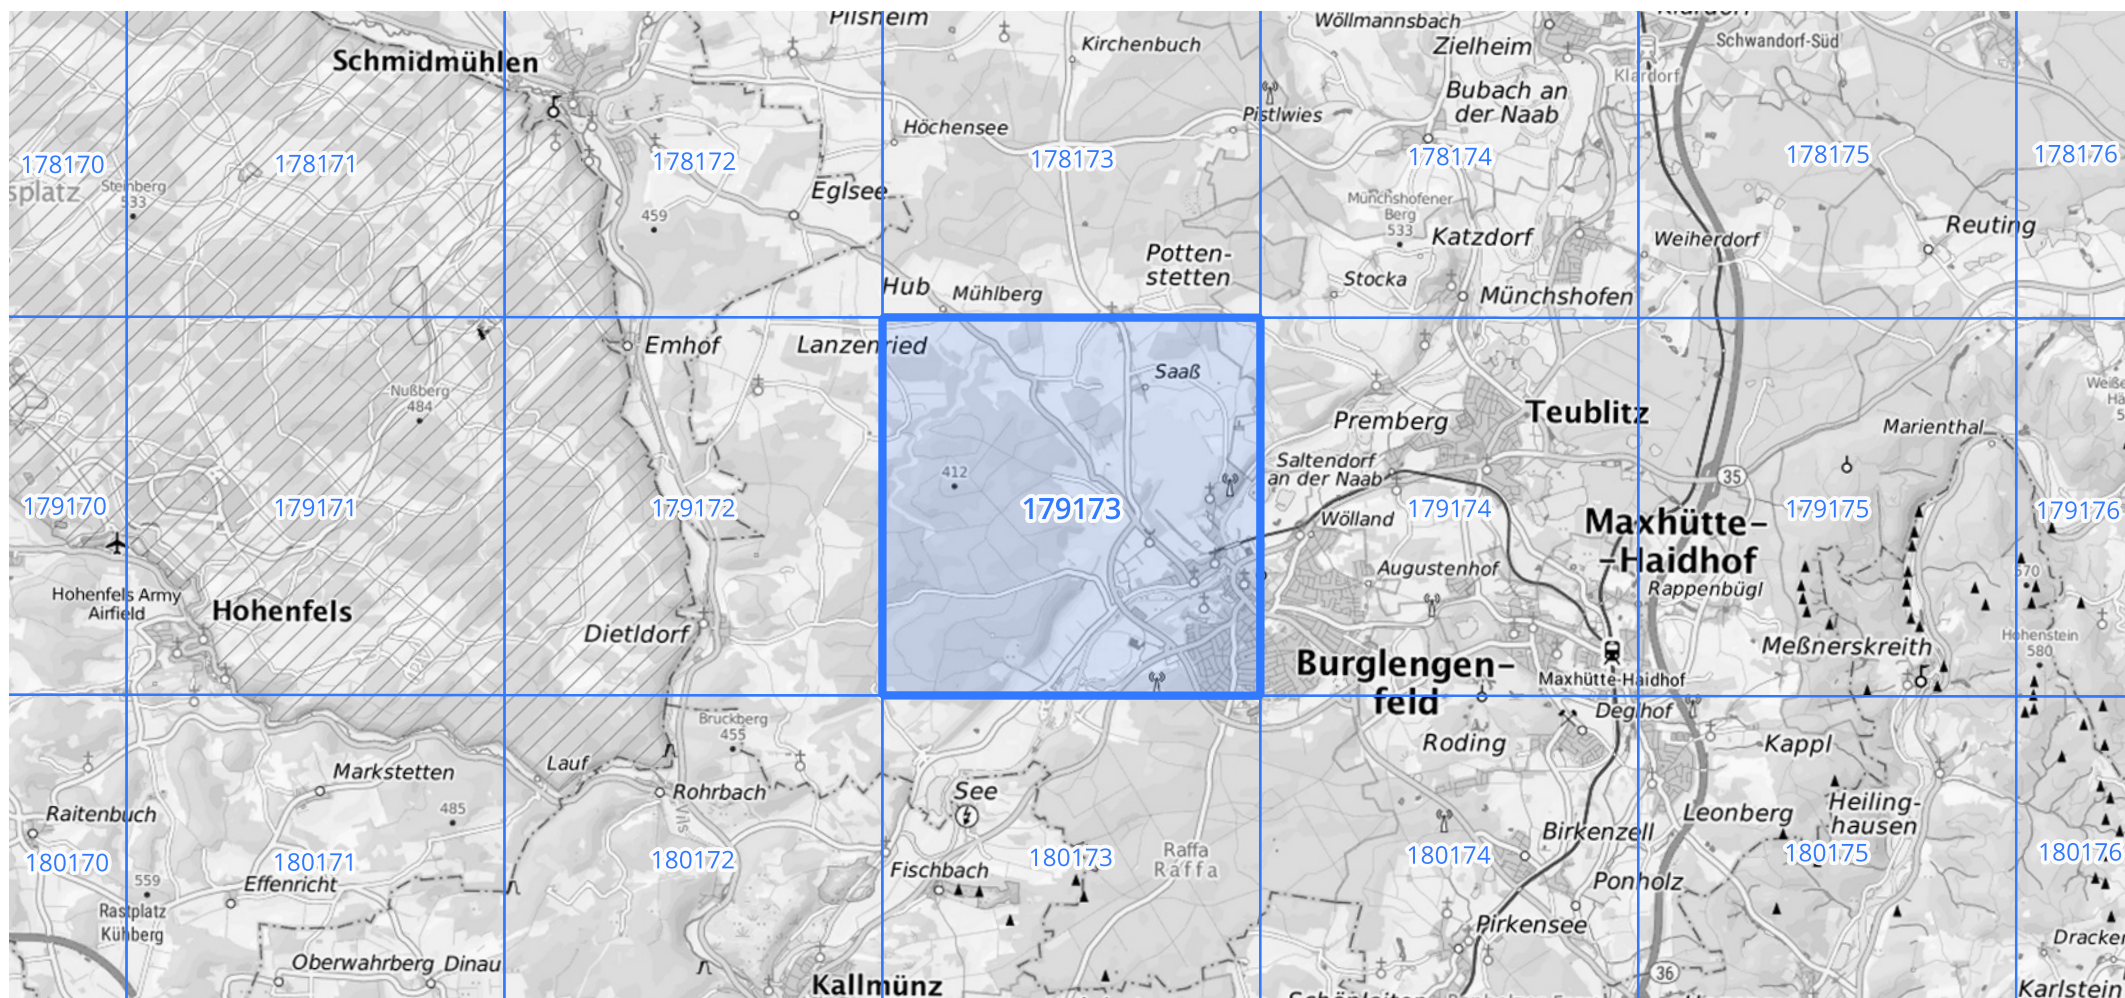 Pilsheim
Wöllmannsbach
Klardorf
Schmidmühlen
Kirchenbuch
Zielheim
Schwandorf-Süd
Klardorf
Bubach an
der Naab
Pistlwies
Höchensee
178170
178171
178172
178173
178174
178175
178176
splatz
Steinberg
533
Eglsee
459
Münchshofener
Berg
533
Katzdorf
Weiherdorf
Reuting
Potten-
stetten
Hub
Mühlberg
Stocka
Münchshofen
Emhof
Lanzenried
Saaß
Nußberg
484
Premberg
Teublitz
Marienthal
Saltendorf
an der Naab
412
35
179170
179171
179172
179173
179174
179175
179176
Wölland
Maxhütte-
-Haidhof
Augustenhof
Rappenbügl
570
Hohenfels Army
Airfield
Hohenfels
Dietldorf
Meßnerskreith
Hohenstein
580
Burglengen-
feld
Maxhütte-Haidhof
Deglhof
Bruckberg
455
Roding
Kappl
Lauf
Markstetten
Rohrbach
See
Raitenbuch
485
Vils
Leonberg
Heiling-
hausen
Birkenzell
Raffa
Raffa
180170
180171
180172
180173
180174
180175
180176
Fischbach
Effenricht
559
Rastplatz
Kühberg
Ponholz
Pirkensee
Oberwahrberg
Dinau
Kallmünz
36
Karlstein